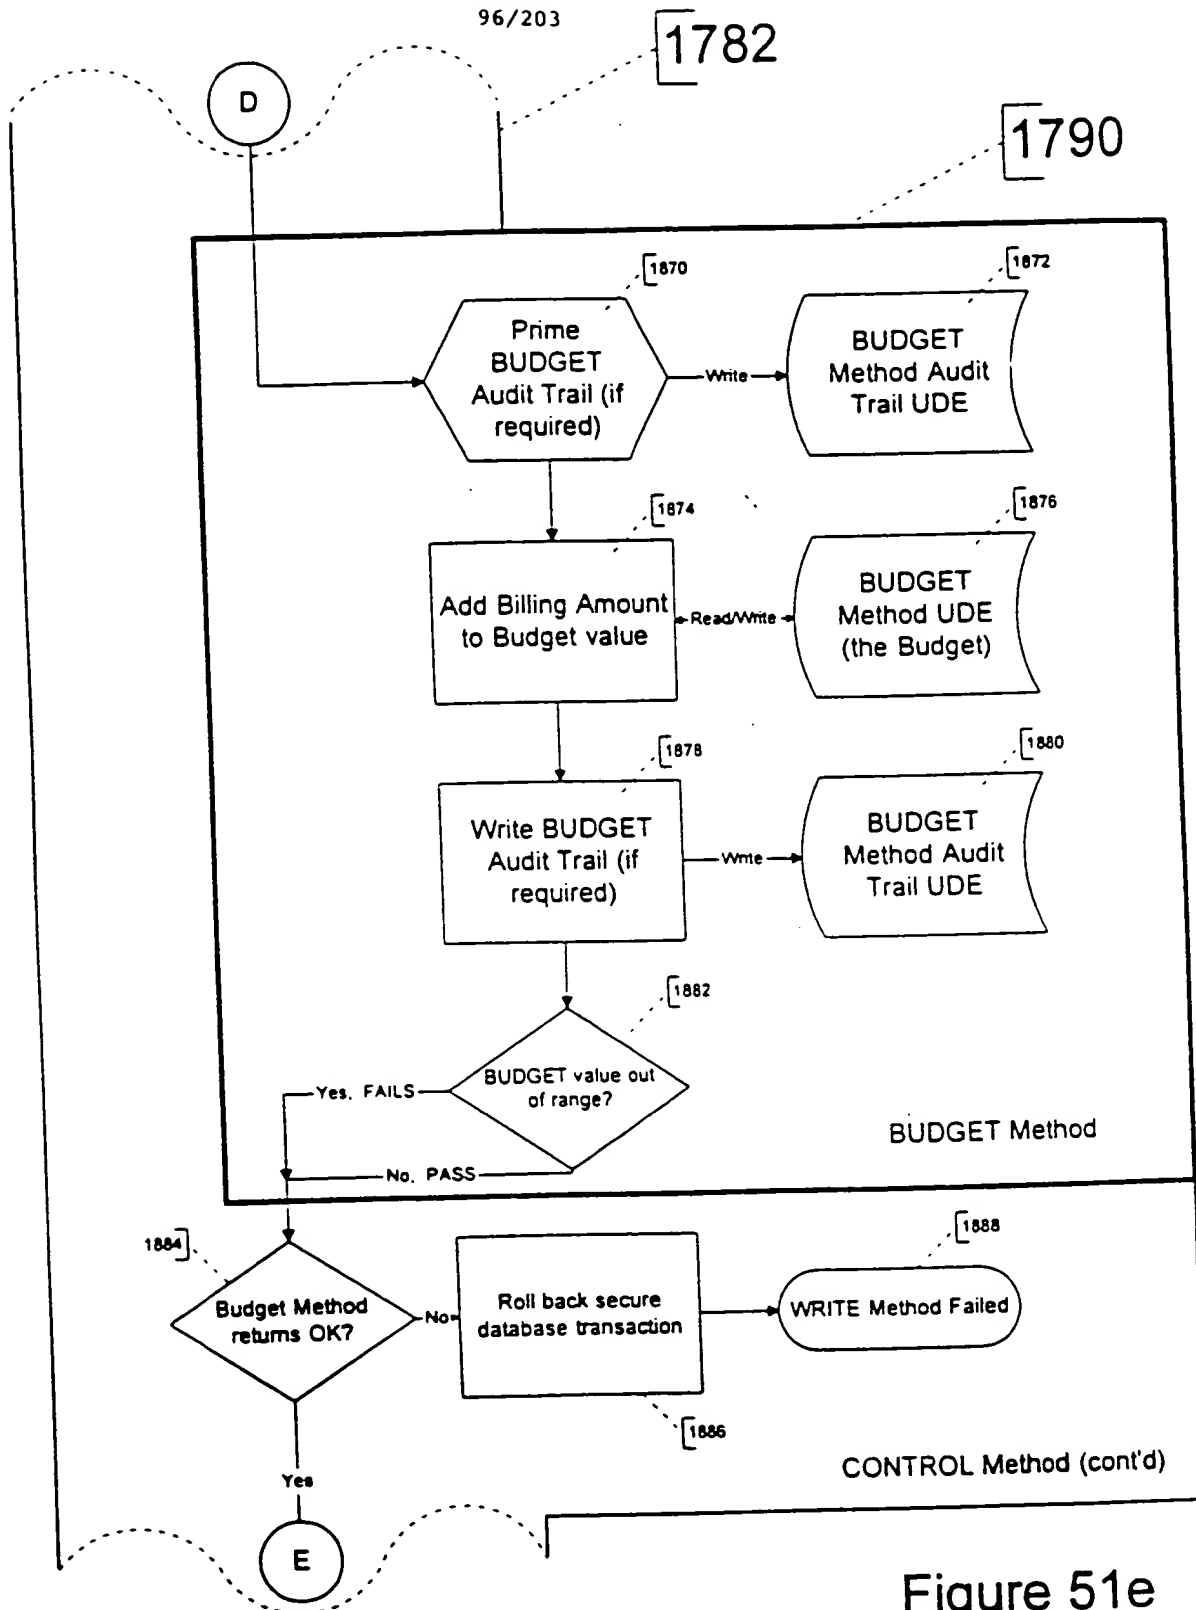 96/203
1782
D
1790
1870
1872
Prime
BUDGET
Audit Trail (if
required)
Write
BUDGET
Method Audit
Trail UDE
1874
1876
Add Billing Amount
to Budget value
Read/Write
BUDGET
Method UDE
(the Budget)
1878
1880
Write BUDGET
Audit Trail (if
required)
Write
BUDGET
Method Audit
Trail UDE
1882
BUDGET value out
of range?
Yes, FAILS
No, PASS
BUDGET Method
1884
1888
Budget Method
returns OK?
No
Roll back secure
database transaction
WRITE Method Failed
1886
Yes
CONTROL Method (cont'd)
E
Figure 51e